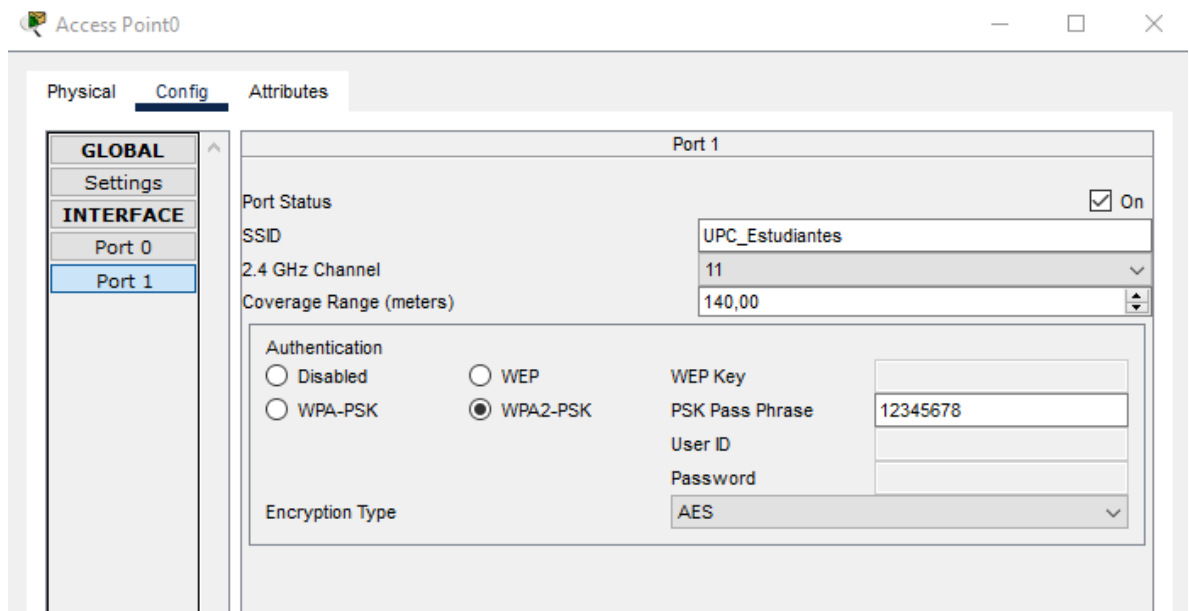 Access Point0
Physical Config Attributes
GLOBAL
Settings
INTERFACE
Port 0
Port 1
Port 1
Port Status On
SSID UPC_Estudiantes
2.4 GHz Channel 11
Coverage Range (meters) 140,00
Authentication
Disabled WEP WEP Key
WPA-PSK WPA2-PSK PSK Pass Phrase 12345678
User ID
Password
Encryption Type AES